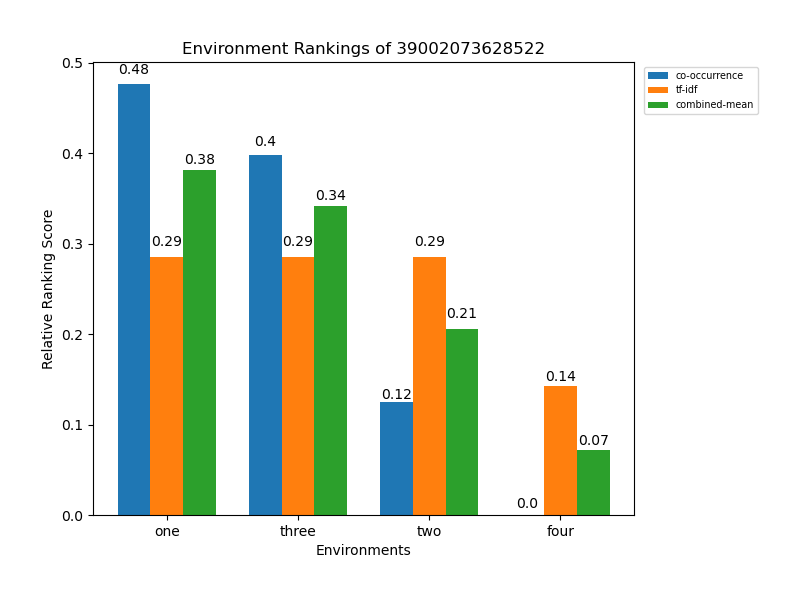 Environment Rankings of 39002073628522
co-occurrence
tf-idf
combined-mean
Relative Ranking Score
0.5
0.4
0.3
0.2
0.1
0.0
0.48
0.29
0.38
0.4
0.29
0.34
0.12
0.29
0.21
0.0
0.14
0.07
one three two four
Environments